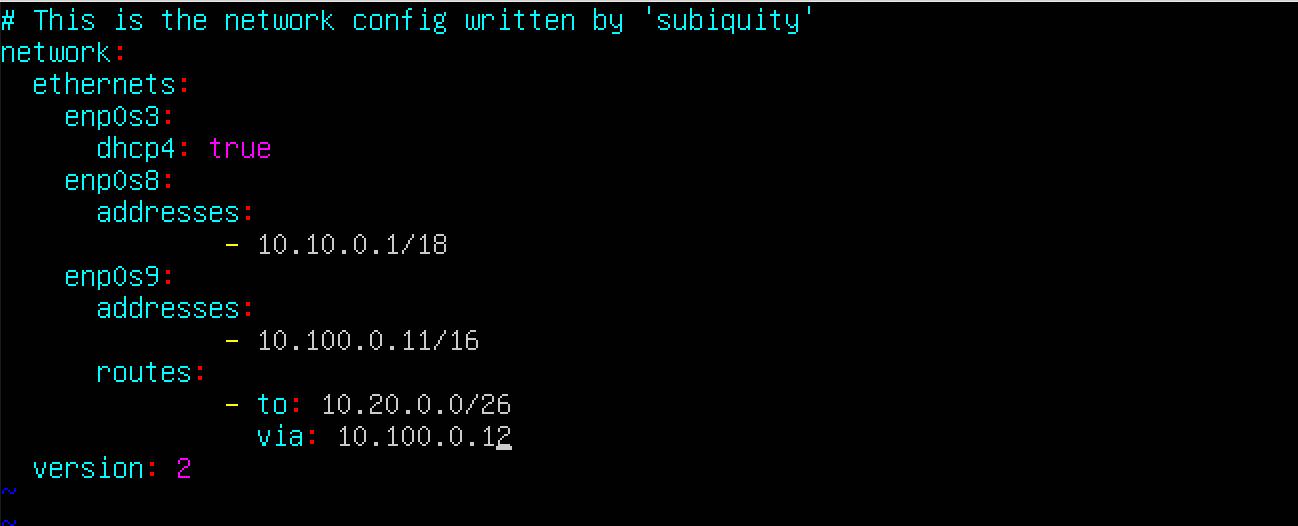 # This is the network config written by 'subiquity'
network:
  ethernets:
    enp0s3:
      dhcp4: true
    enp0s8:
      addresses:
              - 10.10.0.1/18
    enp0s9:
      addresses:
              - 10.100.0.11/16
      routes:
              - to: 10.20.0.0/26
                via: 10.100.0.12
  version: 2
~
~